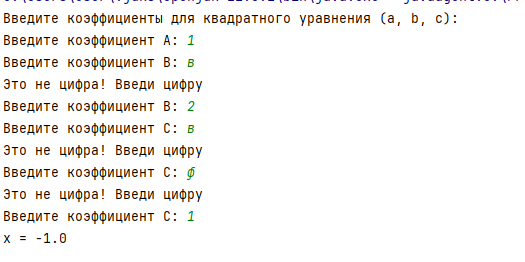 Введите коэффициенты для квадратного уравнения (a, b, c):
Введите коэффициент A: 1
Введите коэффициент B: в
Это не цифра! Введи цифру
Введите коэффициент B: 2
Введите коэффициент C: в
Это не цифра! Введи цифру
Введите коэффициент C: ф
Это не цифра! Введи цифру
Введите коэффициент C: 1
x = -1.0